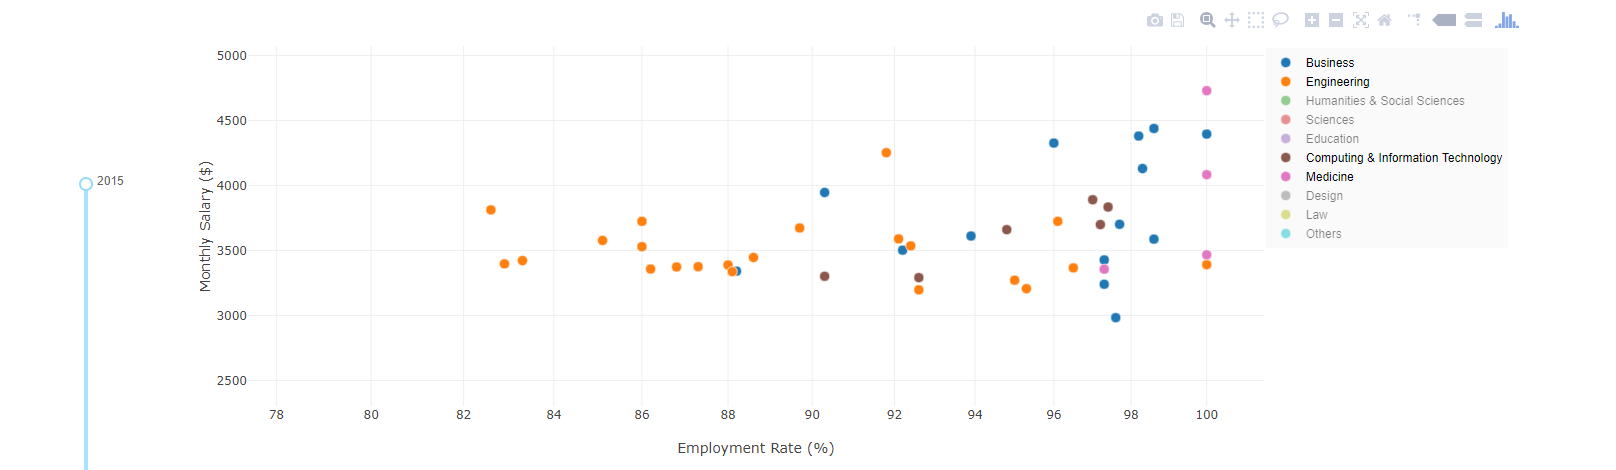 2015
Monthly Salary ($)
5000
4500
4000
3500
3000
2500
78 80 82 84 86 88 90 92 94 96 98 100
Employment Rate (%)
Business
Engineering
Humanities & Social Sciences
Sciences
Education
Computing & Information Technology
Medicine
Design
Law
Others